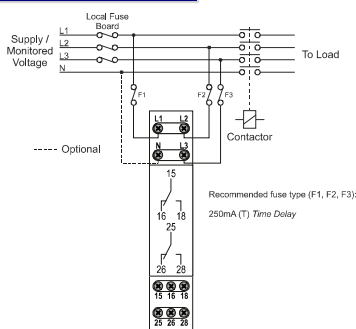 Local Fuse
Board
Supply /
Monitored
Voltage
L1
L2
L3
N
To Load
F1
F2
F3
Contactor
L1 L2
N L3
Optional
15
16 18
25
26 28
Recommended fuse type (F1, F2, F3):
250mA (T) Time Delay
15 16 18
25 26 28